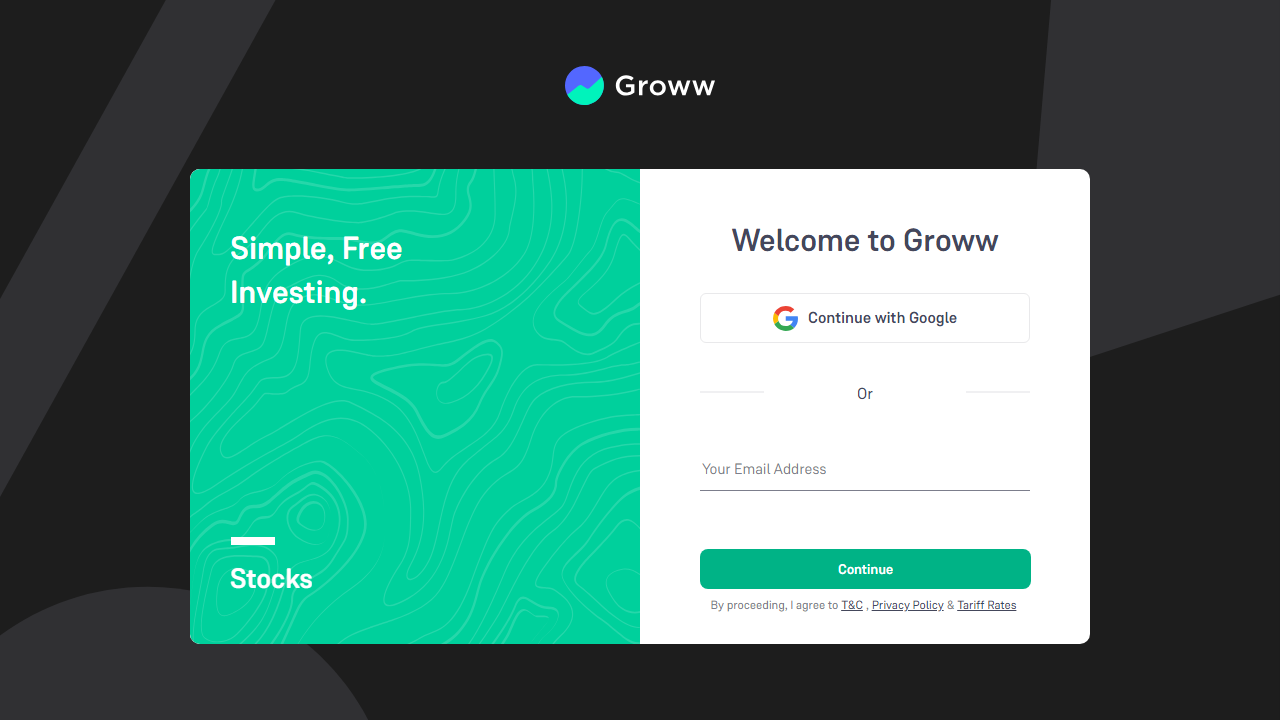 Groww
Simple, Free
Investing.
Stocks
Welcome to Groww
Continue with Google
Or
Your Email Address
Continue
By proceeding, I agree to T&C , Privacy Policy & Tariff Rates